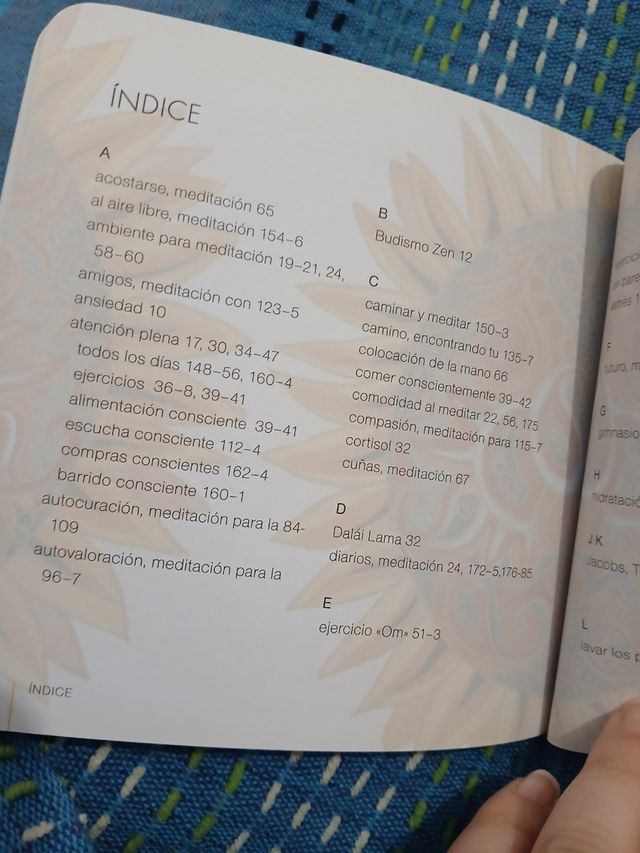 ÍNDICE
A
acostarse, meditación 65
al aire libre, meditación 154–6
ambiente para meditación 19–21, 24,
58–60
amigos, meditación con 123–5
ansiedad 10
atención plena 17, 30, 34–47
todos los días 148–56, 160–4
ejercicios 36–8, 39–41
alimentación consciente 39–41
escucha consciente 112–4
compras conscientes 162–4
barrido consciente 160–1
autocuración, meditación para la 84-
109
autovaloración, meditación para la
96–7
ÍNDICE
B
Budismo Zen 12
C
caminar y meditar 150–3
camino, encontrando tu 135–7
colocación de la mano 66
comer conscientemente 39–42
comodidad al meditar 22, 56, 175
compasión, meditación para 115–7
cortisol 32
cuñas, meditación 67
D
Dalái Lama 32
diarios, meditación 24, 172–5,176-85
E
ejercicio «Om» 51–3
F
futuro, m
G
gimnasio
H
hidratació
J K
Jacobs, T
L
lavar los p